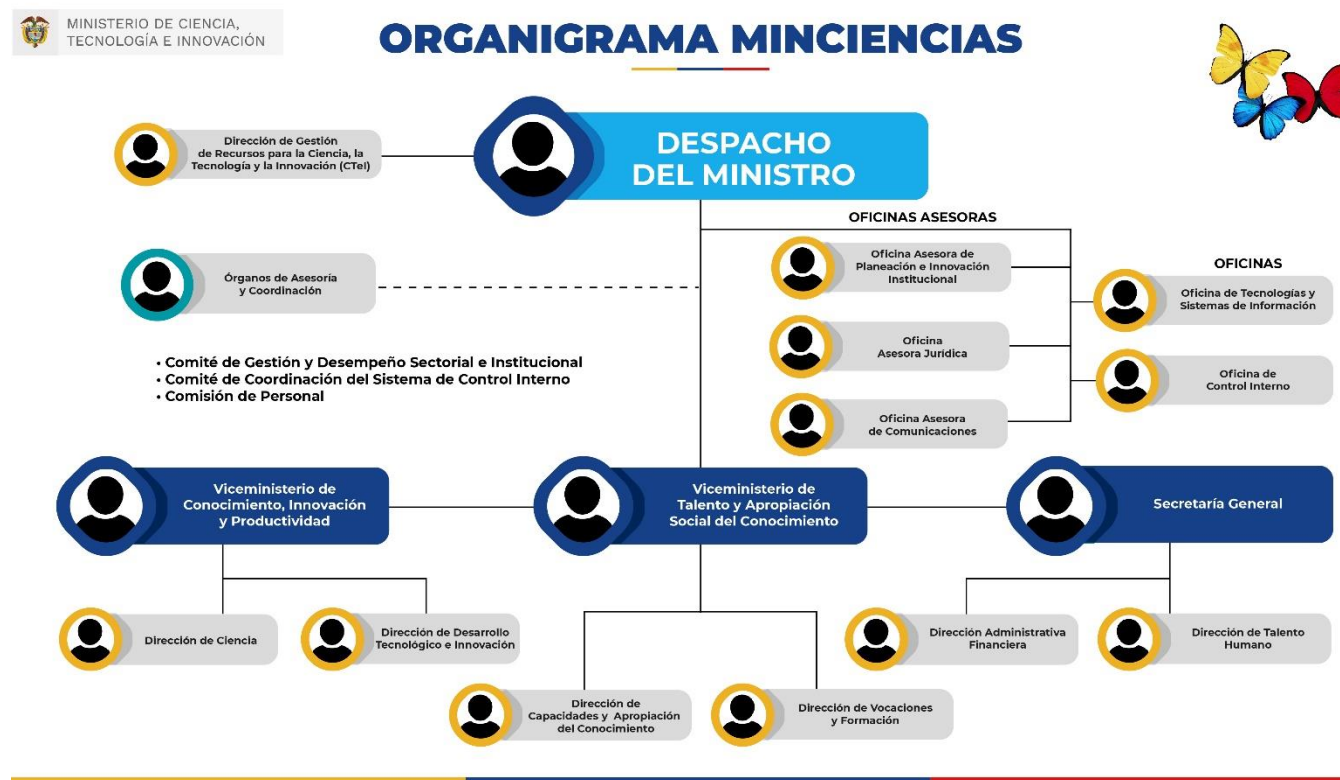 MINISTERIO DE CIENCIA,
TECNOLOGÍA E INNOVACIÓN
ORGANIGRAMA MINCIENCIAS
Dirección de Gestión
de Recursos para la Ciencia, la
Tecnología y la Innovación (CTeI)
DESPACHO
DEL MINISTRO
OFICINAS ASESORAS
Órganos de Asesoría
y Coordinación
Oficina Asesora de
Planeación e Innovación
Institucional
OFICINAS
Oficina de Tecnologías y
Sistemas de Información
Oficina
Asesora Jurídica
Oficina de
Control Interno
Oficina Asesora
de Comunicaciones
• Comité de Gestión y Desempeño Sectorial e Institucional
• Comité de Coordinación del Sistema de Control Interno
• Comisión de Personal
Viceministerio de
Conocimiento, Innovación
y Productividad
Viceministerio de
Talento y Apropiación
Social del Conocimiento
Secretaría General
Dirección de Ciencia
Dirección de Desarrollo
Tecnológico e Innovación
Dirección Administrativa
Financiera
Dirección de Talento
Humano
Dirección de
Capacidades y Apropiación
del Conocimiento
Dirección de Vocaciones
y Formación